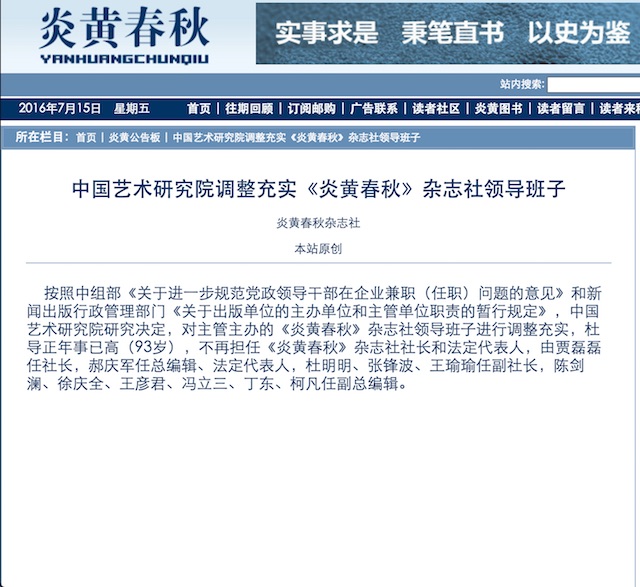 炎黄春秋
YANHUANGCHUNQIU
实事求是 秉笔直书 以史为鉴
站内搜索:
2016年7月15日 星期五 首页 | 往期回顾 | 订阅邮购 | 广告联系 | 读者社区 | 炎黄图书 | 读者留言 | 读者来稿
所在栏目: 首页 | 炎黄公告板 | 中国艺术研究院调整充实《炎黄春秋》杂志社领导班子
中国艺术研究院调整充实《炎黄春秋》杂志社领导班子
炎黄春秋杂志社
本站原创
按照中组部《关于进一步规范党政领导干部在企业兼职（任职）问题的意见》和新
闻出版行政管理部门《关于出版单位的主办单位和主管单位职责的暂行规定》，中国
艺术研究院研究决定，对主管主办的《炎黄春秋》杂志社领导班子进行调整充实，杜
导正年事已高（93岁），不再担任《炎黄春秋》杂志社社长和法定代表人，由贾磊磊
任社长，郝庆军任总编辑、法定代表人，杜明明、张锋波、王瑜瑜任副社长，陈剑
澜、徐庆全、王彦君、冯立三、丁东、柯凡任副总编辑。